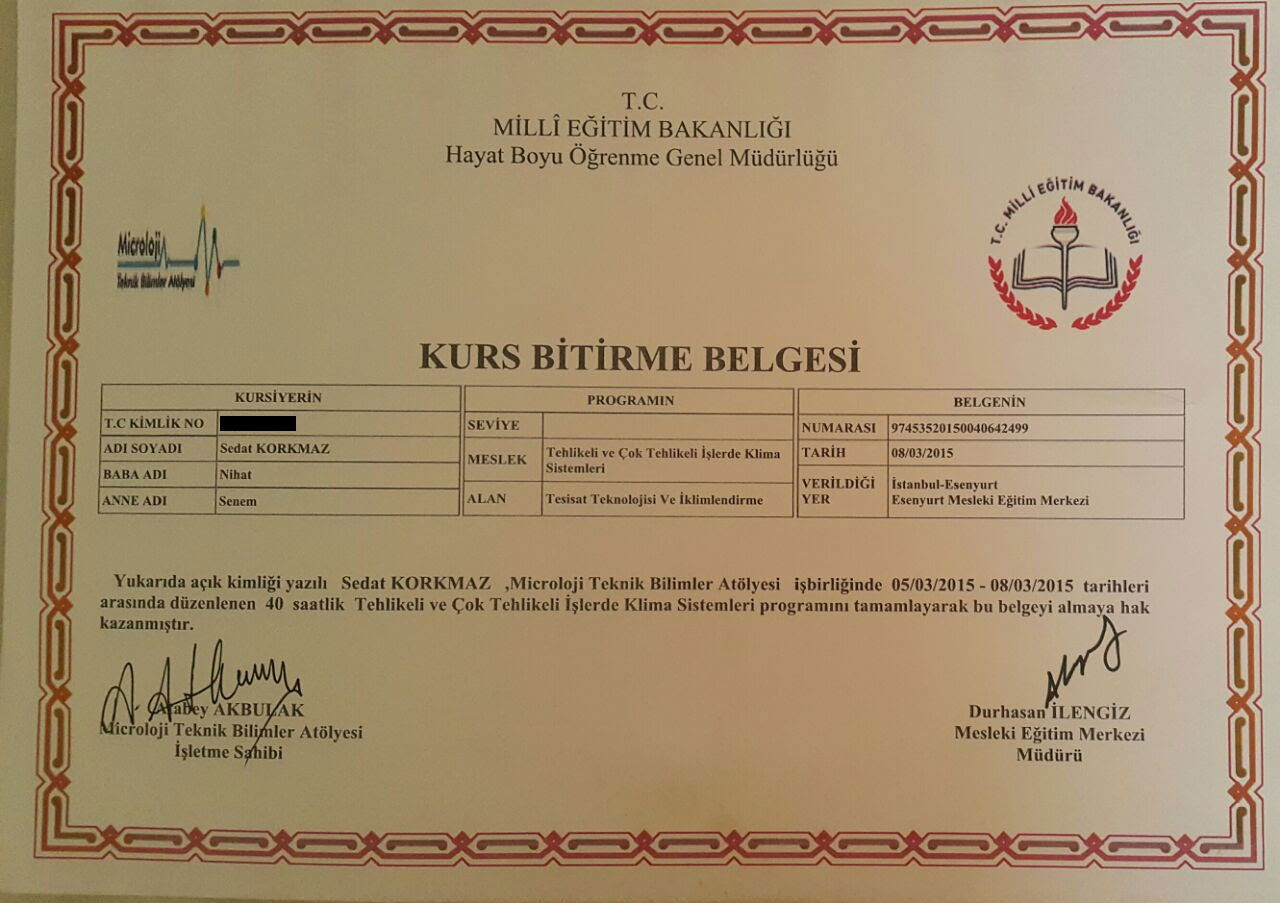 T.C.
MİLLÎ EĞİTİM BAKANLIĞI
Hayat Boyu Öğrenme Genel Müdürlüğü
Microloji
Teknik Bilimler Atölyesi
T.C. MİLLİ EĞİTİM BAKANLIĞI
KURS BİTİRME BELGESİ
KURSİYERİN
T.C KİMLİK NO
ADI SOYADI Sedat KORKMAZ
BABA ADI Nihat
ANNE ADI Senem
PROGRAMIN
SEVİYE
MESLEK Tehlikeli ve Çok Tehlikeli İşlerde Klima
Sistemleri
ALAN Tesisat Teknolojisi Ve İklimlendirme
BELGENİN
NUMARASI 97453520150040642499
TARİH 08/03/2015
VERİLDİĞİ İstanbul-Esenyurt
YER Esenyurt Mesleki Eğitim Merkezi
Yukarıda açık kimliği yazılı Sedat KORKMAZ ,Microloji Teknik Bilimler Atölyesi işbirliğinde 05/03/2015 - 08/03/2015 tarihleri
arasında düzenlenen 40 saatlik Tehlikeli ve Çok Tehlikeli İşlerde Klima Sistemleri programını tamamlayarak bu belgeyi almaya hak
kazanmıştır.
Atabey AKBULAK
Microloji Teknik Bilimler Atölyesi
İşletme Sahibi
Durhasan İLENGİZ
Mesleki Eğitim Merkezi
Müdürü